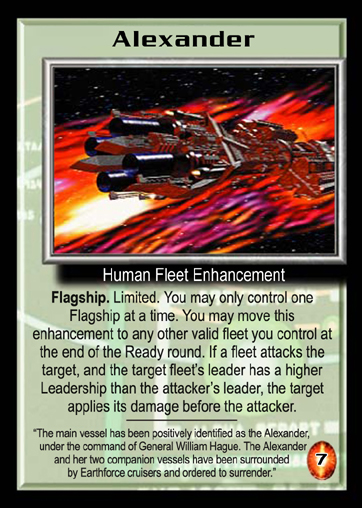 Alexander
Human Fleet Enhancement
Flagship. Limited. You may only control one
Flagship at a time. You may move this
enhancement to any other valid fleet you control at
the end of the Ready round. If a fleet attacks the
target, and the target fleet's leader has a higher
Leadership than the attacker's leader, the target
applies its damage before the attacker.
"The main vessel has been positively identified as the Alexander,
under the command of General William Hague. The Alexander
and her two companion vessels have been surrounded
by Earthforce cruisers and ordered to surrender."
7